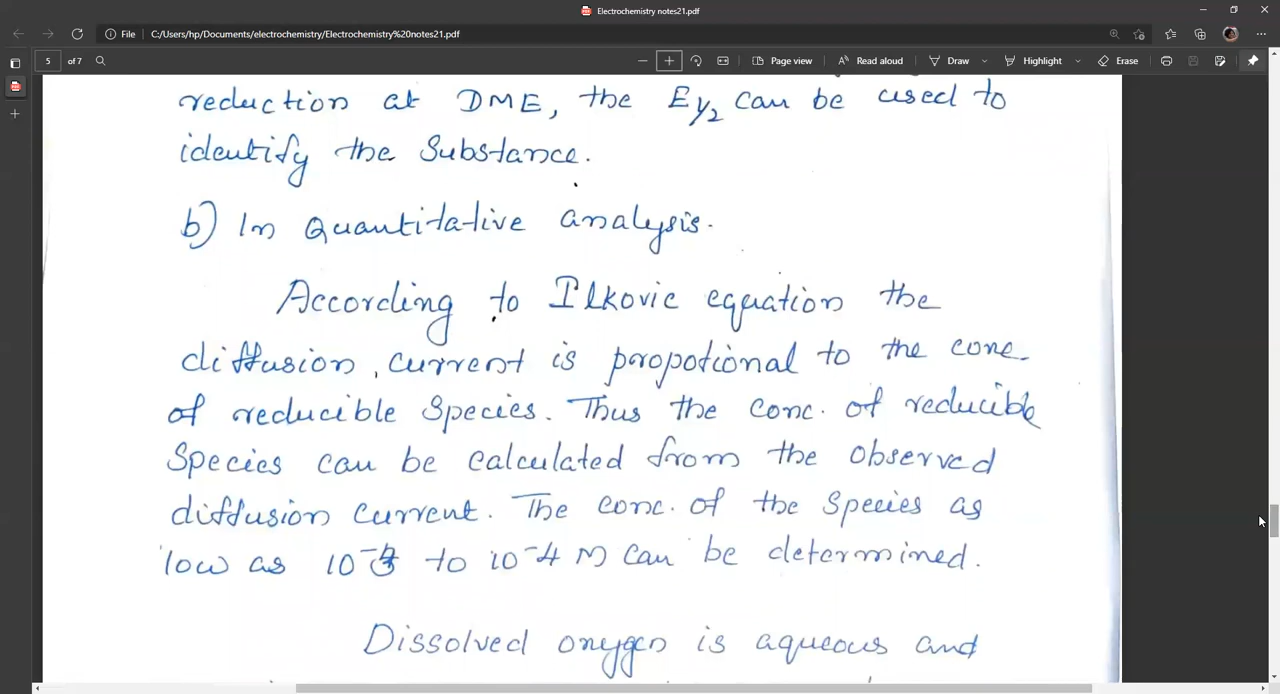 Electrochemistry notes21.pdf
File C:/Users/hp/Documents/electrochemistry/Electrochemistry%20notes21.pdf
5 of 7 Page view Read aloud Draw Highlight Erase
reduction at DME, the E½ can be used to
identify the Substance.
b) In Quantitative analysis.
According to Ilkovic equation the
diffusion, current is propotional to the conc.
of reducible Species. Thus the conc. of reducible
Species can be calculated from the observed
diffusion current. The conc. of the Species as
low as 10⁻³ to 10⁻⁴ M can be determined.
Dissolved oxygen is aqueous and